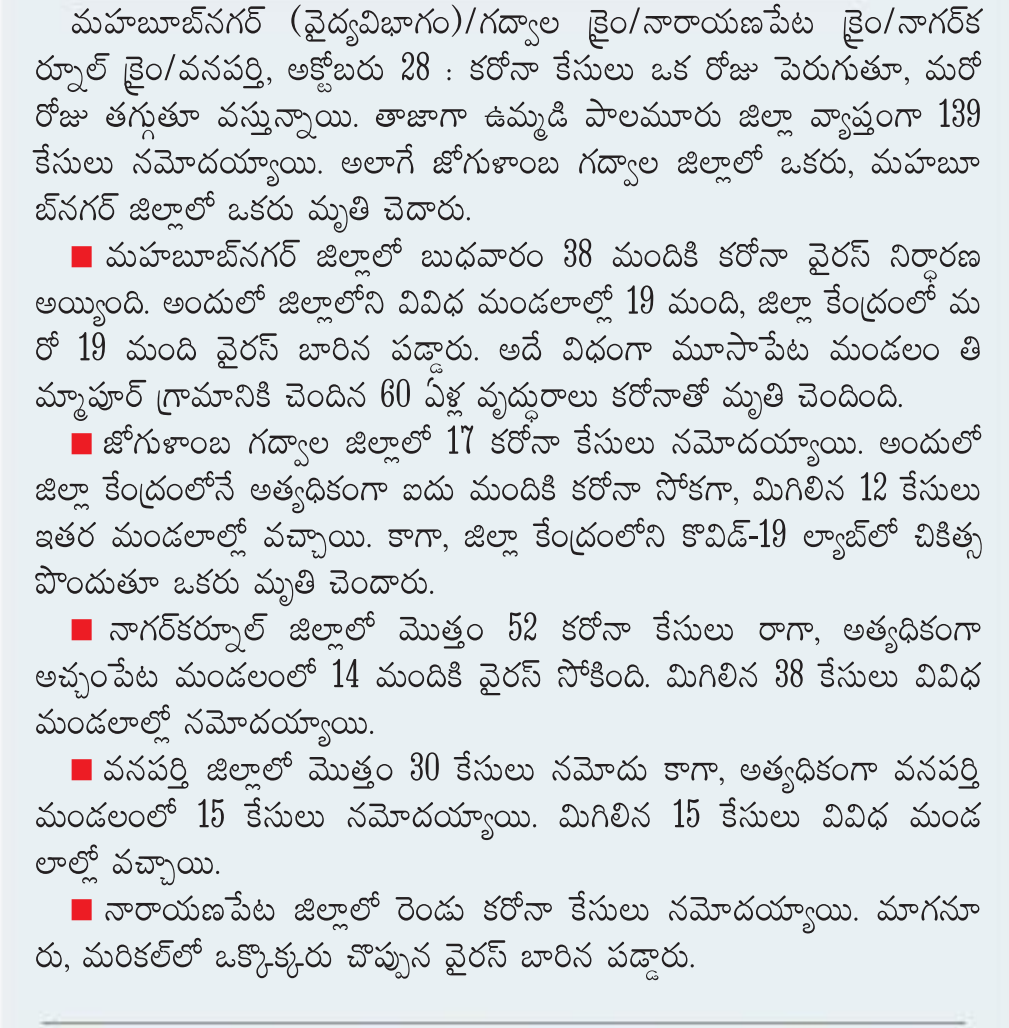 మహబూబ్‌నగర్ (వైద్యవిభాగం)/గద్వాల క్రైం/నారాయణపేట క్రైం/నాగర్‌క
ర్నూల్ క్రైం/వనపర్తి, అక్టోబరు 28 : కరోనా కేసులు ఒక రోజు పెరుగుతూ, మరో
రోజు తగ్గుతూ వస్తున్నాయి. తాజాగా ఉమ్మడి పాలమూరు జిల్లా వ్యాప్తంగా 139
కేసులు నమోదయ్యాయి. అలాగే జోగుళాంబ గద్వాల జిల్లాలో ఒకరు, మహబూ
బ్‌నగర్ జిల్లాలో ఒకరు మృతి చెదారు.
■ మహబూబ్‌నగర్ జిల్లాలో బుధవారం 38 మందికి కరోనా వైరస్ నిర్ధారణ
అయ్యింది. అందులో జిల్లాలోని వివిధ మండలాల్లో 19 మంది, జిల్లా కేంద్రంలో మ
రో 19 మంది వైరస్ బారిన పడ్డారు. అదే విధంగా మూసాపేట మండలం తి
మ్మాపూర్ గ్రామానికి చెందిన 60 ఏళ్ల వృద్ధురాలు కరోనాతో మృతి చెందింది.
■ జోగుళాంబ గద్వాల జిల్లాలో 17 కరోనా కేసులు నమోదయ్యాయి. అందులో
జిల్లా కేంద్రంలోనే అత్యధికంగా ఐదు మందికి కరోనా సోకగా, మిగిలిన 12 కేసులు
ఇతర మండలాల్లో వచ్చాయి. కాగా, జిల్లా కేంద్రంలోని కొవిడ్-19 ల్యాబ్‌లో చికిత్స
పొందుతూ ఒకరు మృతి చెందారు.
■ నాగర్‌కర్నూల్ జిల్లాలో మొత్తం 52 కరోనా కేసులు రాగా, అత్యధికంగా
అచ్చంపేట మండలంలో 14 మందికి వైరస్ సోకింది. మిగిలిన 38 కేసులు వివిధ
మండలాల్లో నమోదయ్యాయి.
■ వనపర్తి జిల్లాలో మొత్తం 30 కేసులు నమోదు కాగా, అత్యధికంగా వనపర్తి
మండలంలో 15 కేసులు నమోదయ్యాయి. మిగిలిన 15 కేసులు వివిధ మండ
లాల్లో వచ్చాయి.
■ నారాయణపేట జిల్లాలో రెండు కరోనా కేసులు నమోదయ్యాయి. మాగనూ
రు, మరికల్‌లో ఒక్కొక్కరు చొప్పున వైరస్ బారిన పడ్డారు.